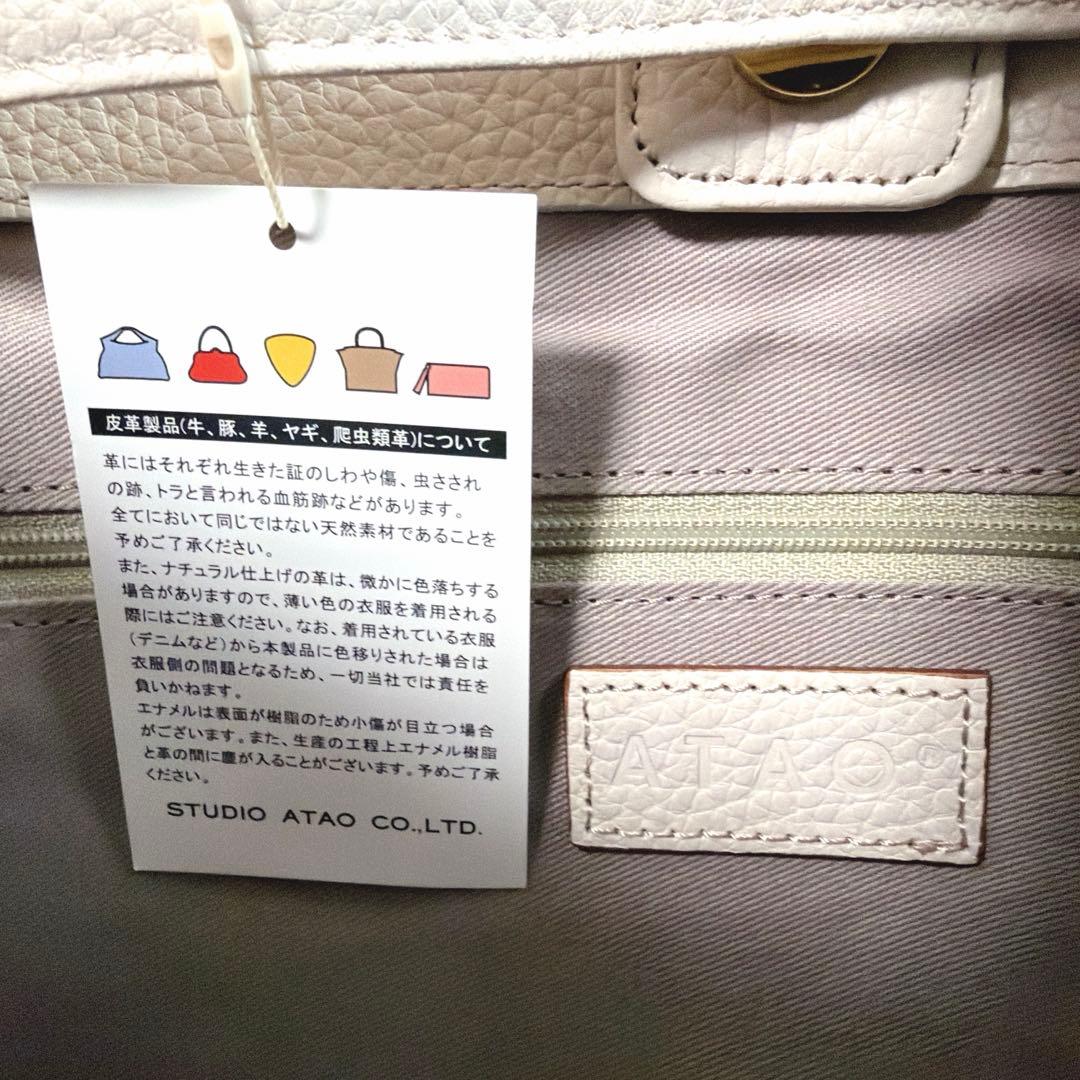 皮革製品(牛、豚、羊、ヤギ、爬虫類革)について
革にはそれぞれ生きた証のしわや傷、虫さされ
の跡、トラと言われる血筋跡などがあります。
全てにおいて同じではない天然素材であることを
予めご了承ください。
また、ナチュラル仕上げの革は、微かに色落ちする
場合がありますので、薄い色の衣服を着用される
際にはご注意ください。なお、着用されている衣服
(デニムなど)から本製品に色移りされた場合は
衣服側の問題となるため、一切当社では責任を
負いかねます。
エナメルは表面が樹脂のため小傷が目立つ場合
がございます。また、生産の工程上エナメル樹脂
と革の間に塵が入ることがございます。予めご了承
ください。
STUDIO ATAO CO.,LTD.
ATAO®